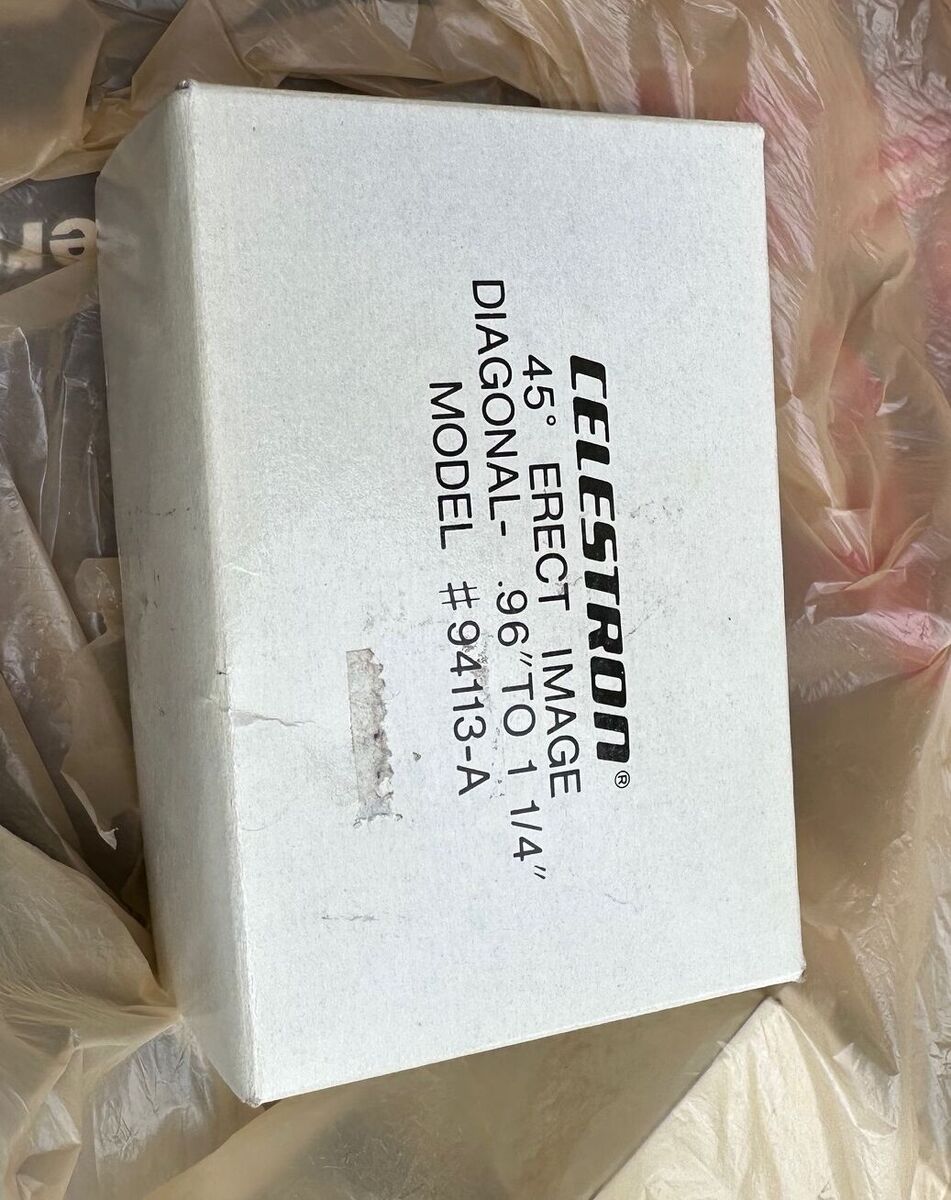 CELESTRON®
45° ERECT IMAGE
DIAGONAL- .96" TO 1 1/4"
MODEL #94113-A